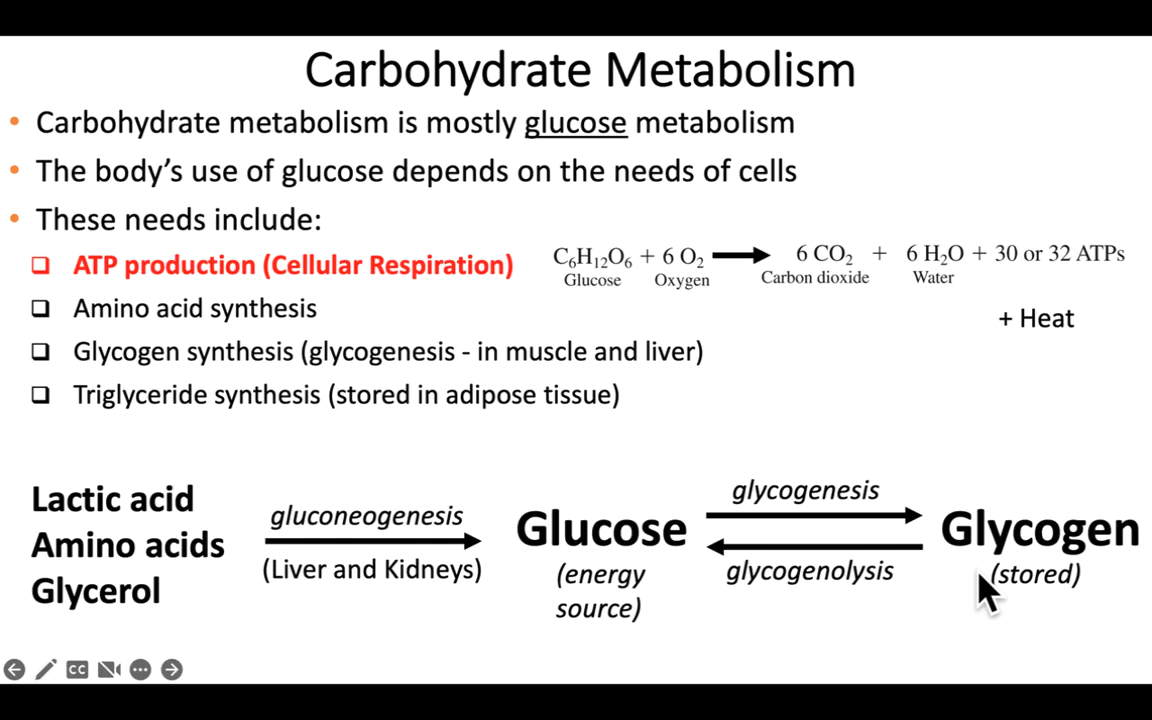 Carbohydrate Metabolism
• Carbohydrate metabolism is mostly glucose metabolism
• The body’s use of glucose depends on the needs of cells
• These needs include:
❑ ATP production (Cellular Respiration)
C₆H₁₂O₆ + 6 O₂ → 6 CO₂ + 6 H₂O + 30 or 32 ATPs
Glucose Oxygen Carbon dioxide Water
+ Heat
❑ Amino acid synthesis
❑ Glycogen synthesis (glycogenesis - in muscle and liver)
❑ Triglyceride synthesis (stored in adipose tissue)
Lactic acid
Amino acids
Glycerol
gluconeogenesis
(Liver and Kidneys)
Glucose
(energy
source)
glycogenesis
glycogenolysis
Glycogen
(stored)
CC